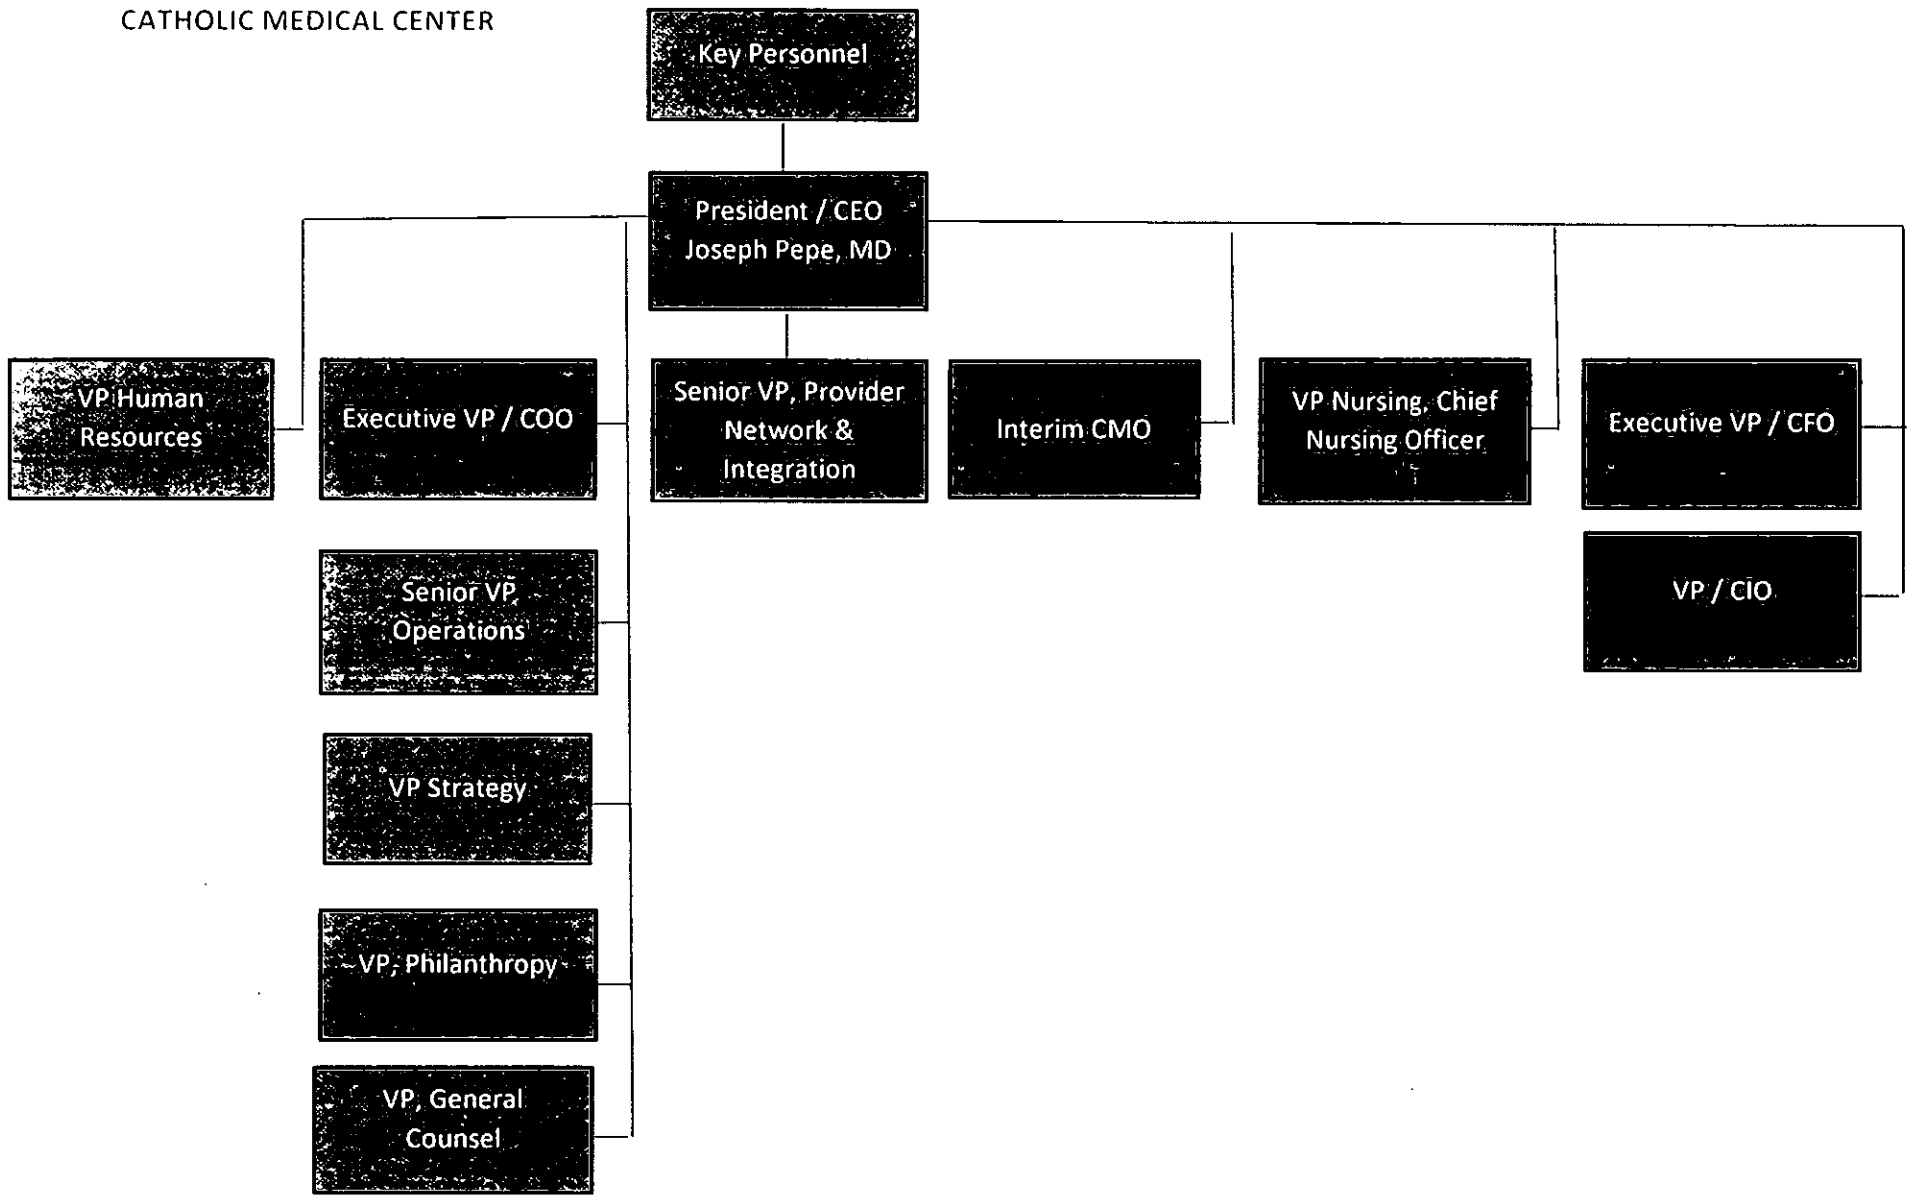 CATHOLIC MEDICAL CENTER
Key Personnel
President / CEO
Joseph Pepe, MD
VP Human
Resources
Executive VP / COO
Senior VP, Provider
Network &
Integration
Interim CMO
VP Nursing, Chief
Nursing Officer
Executive VP / CFO
Senior VP
Operations
VP / CIO
VP Strategy
VP, Philanthropy
VP, General
Counsel